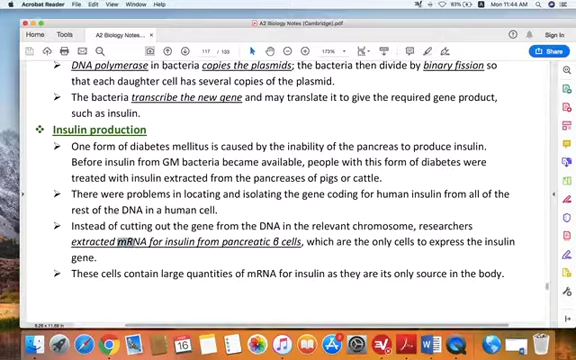 Acrobat Reader File Edit View Window Help
83% Mon 11:44 AM
A2 Biology Notes (Cambridge).pdf
Home Tools A2 Biology Notes... × Sign In
117 / 133 173% Share
DNA polymerase in bacteria copies the plasmids; the bacteria then divide by binary fission so
that each daughter cell has several copies of the plasmid.
➢ The bacteria transcribe the new gene and may translate it to give the required gene product,
such as insulin.
❖ Insulin production
➢ One form of diabetes mellitus is caused by the inability of the pancreas to produce insulin.
Before insulin from GM bacteria became available, people with this form of diabetes were
treated with insulin extracted from the pancreases of pigs or cattle.
➢ There were problems in locating and isolating the gene coding for human insulin from all of the
rest of the DNA in a human cell.
➢ Instead of cutting out the gene from the DNA in the relevant chromosome, researchers
extracted mRNA for insulin from pancreatic β cells, which are the only cells to express the insulin
gene.
➢ These cells contain large quantities of mRNA for insulin as they are its only source in the body.
16